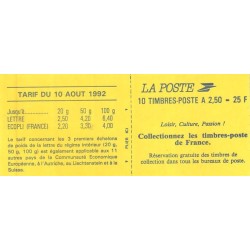 TARIF DU 10 AOUT 1992
Jusqu'à : 20 g 50 g 100 g
LETTRE 2,50 4,20 6,40
ECOPLI (FRANCE) 2,20 3,30 4,00
Le tarif concernant les 3 premiers
échelons de poids de la lettre du régime intérieur (20 g,
50 g, 100 g) est également applicable aux 11
autres pays de la Communauté Economique
Européenne, à l'Autriche, au Liechtenstein et à la
Suisse.
PLIER ICI
LA POSTE
10 TIMBRES-POSTE A 2,50 = 25 F
Loisir, Culture, Passion !
Collectionnez les timbres-poste
de France.
Réservation gratuite des timbres
de collection dans tous les bureaux de poste.